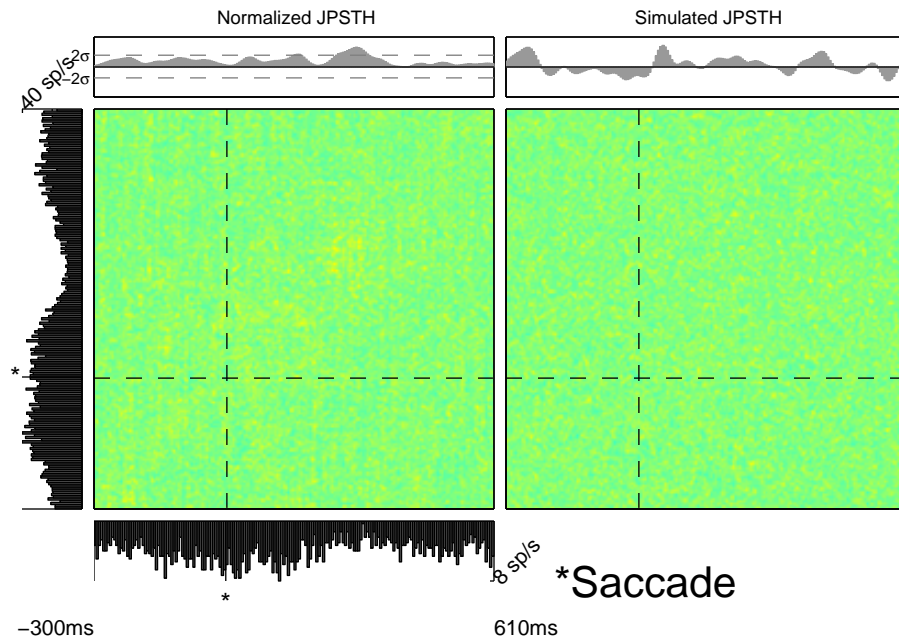 Normalized JPSTH
Simulated JPSTH
2σ
−2σ
40 sp/s
*
8 sp/s
*Saccade
*
−300ms
610ms